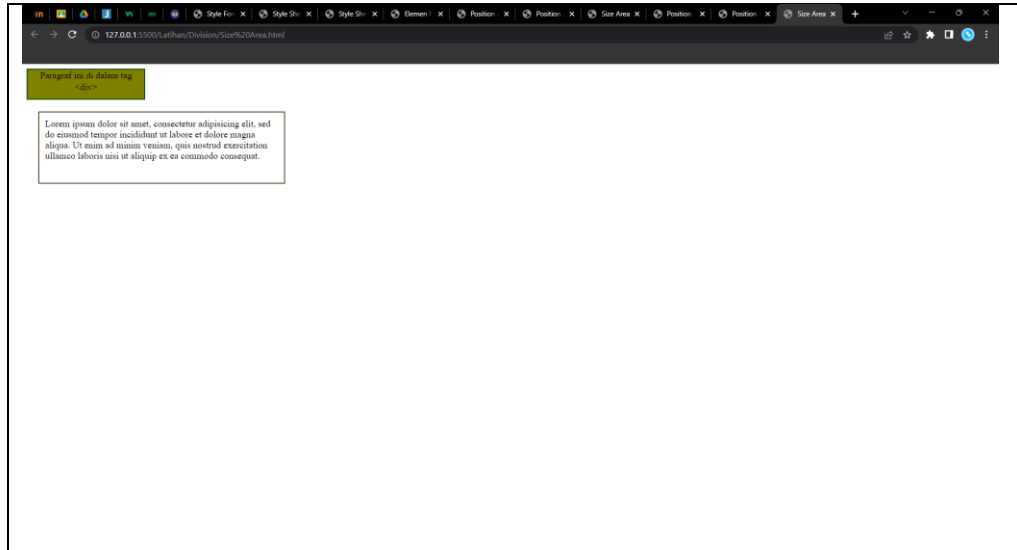 Style Fon
Style She
Style She
Elemen H
Position
Position
Size Area
Position
Position
Size Area
127.0.0.1:5500/Latihan/Division/Size%20Area.html
Paragraf ini di dalam tag
<div>
Lorem ipsum dolor sit amet, consectetur adipisicing elit, sed
do eiusmod tempor incididunt ut labore et dolore magna
aliqua. Ut enim ad minim veniam, quis nostrud exercitation
ullamco laboris nisi ut aliquip ex ea commodo consequat.